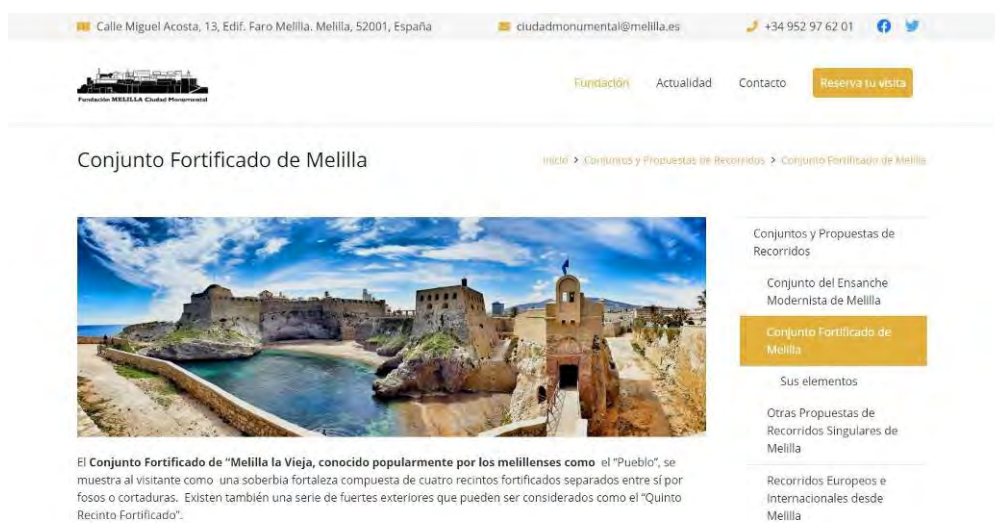 Calle Miguel Acosta, 13, Edif. Faro Melilla. Melilla, 52001, España
ciudadmonumental@melilla.es
+34 952 97 62 01
Fundación MELILLA Ciudad Monumental
Fundación
Actualidad
Contacto
Reserva tu visita
Conjunto Fortificado de Melilla
Inicio > Conjuntos y Propuestas de Recorridos > Conjunto Fortificado de Melilla
El Conjunto Fortificado de “Melilla la Vieja, conocido popularmente por los melillenses como el “Pueblo”, se
muestra al visitante como una soberbia fortaleza compuesta de cuatro recintos fortificados separados entre sí por
fosos o cortaduras. Existen también una serie de fuertes exteriores que pueden ser considerados como el “Quinto
Recinto Fortificado”.
Conjuntos y Propuestas de
Recorridos
Conjunto del Ensanche
Modernista de Melilla
Conjunto Fortificado de
Melilla
Sus elementos
Otras Propuestas de
Recorridos Singulares de
Melilla
Recorridos Europeos e
Internacionales desde
Melilla